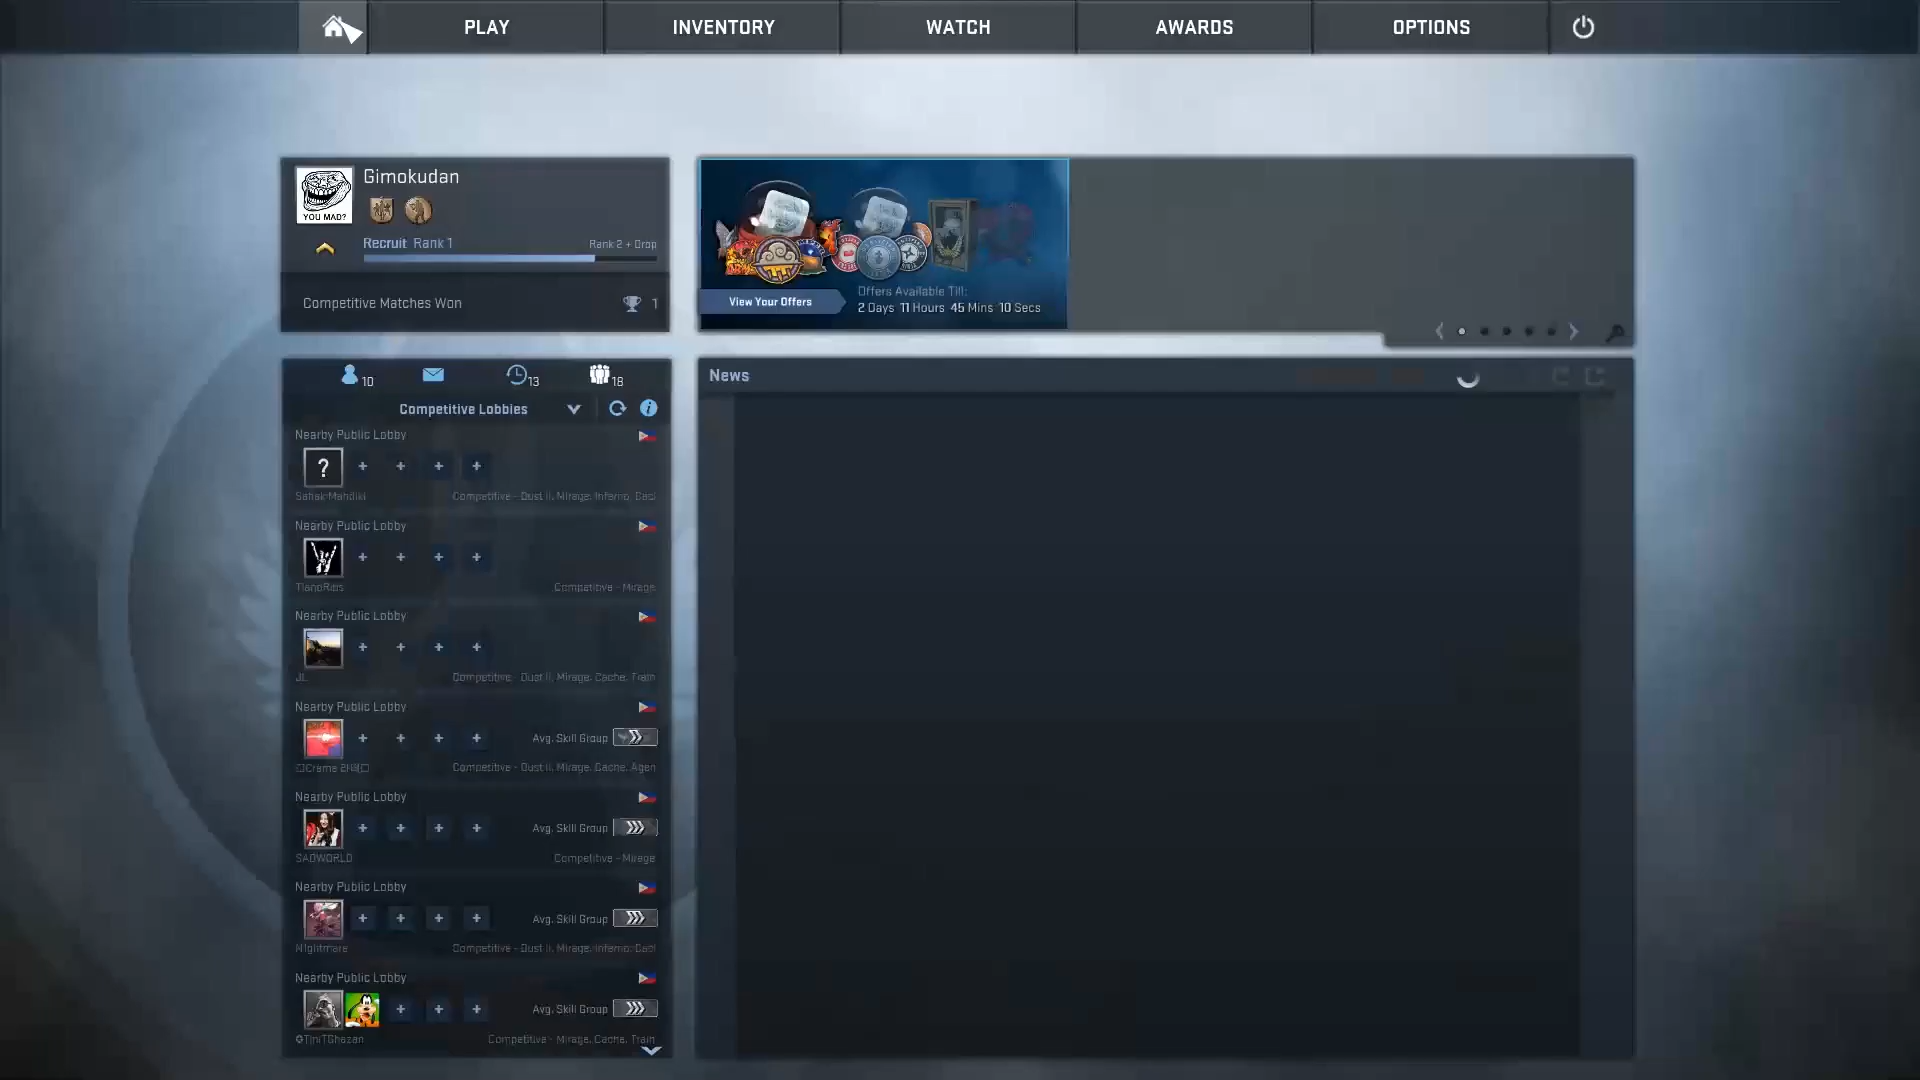 PLAY
INVENTORY
WATCH
AWARDS
OPTIONS
YOU MAD?
Gimokudan
Recruit Rank 1
Rank 2 + Drop
Competitive Matches Won
1
View Your Offers
Offers Available Till:
2 Days 11 Hours 45 Mins 10 Secs
10
13
18
Competitive Lobbies
News
Nearby Public Lobby
?
Competitive - Dust II, Mirage, Inferno, Cac
Nearby Public Lobby
Competitive - Mirage
Nearby Public Lobby
JL
Competitive - Dust II, Mirage, Cache, Train
Nearby Public Lobby
Avg. Skill Group
Competitive - Dust II, Mirage, Cache, Agen
Nearby Public Lobby
Avg. Skill Group
SADWORLD
Competitive - Mirage
Nearby Public Lobby
Avg. Skill Group
N1ghtmare
Competitive - Dust II, Mirage, Inferno, Cac
Nearby Public Lobby
Avg. Skill Group
Competitive - Mirage, Cache, Train